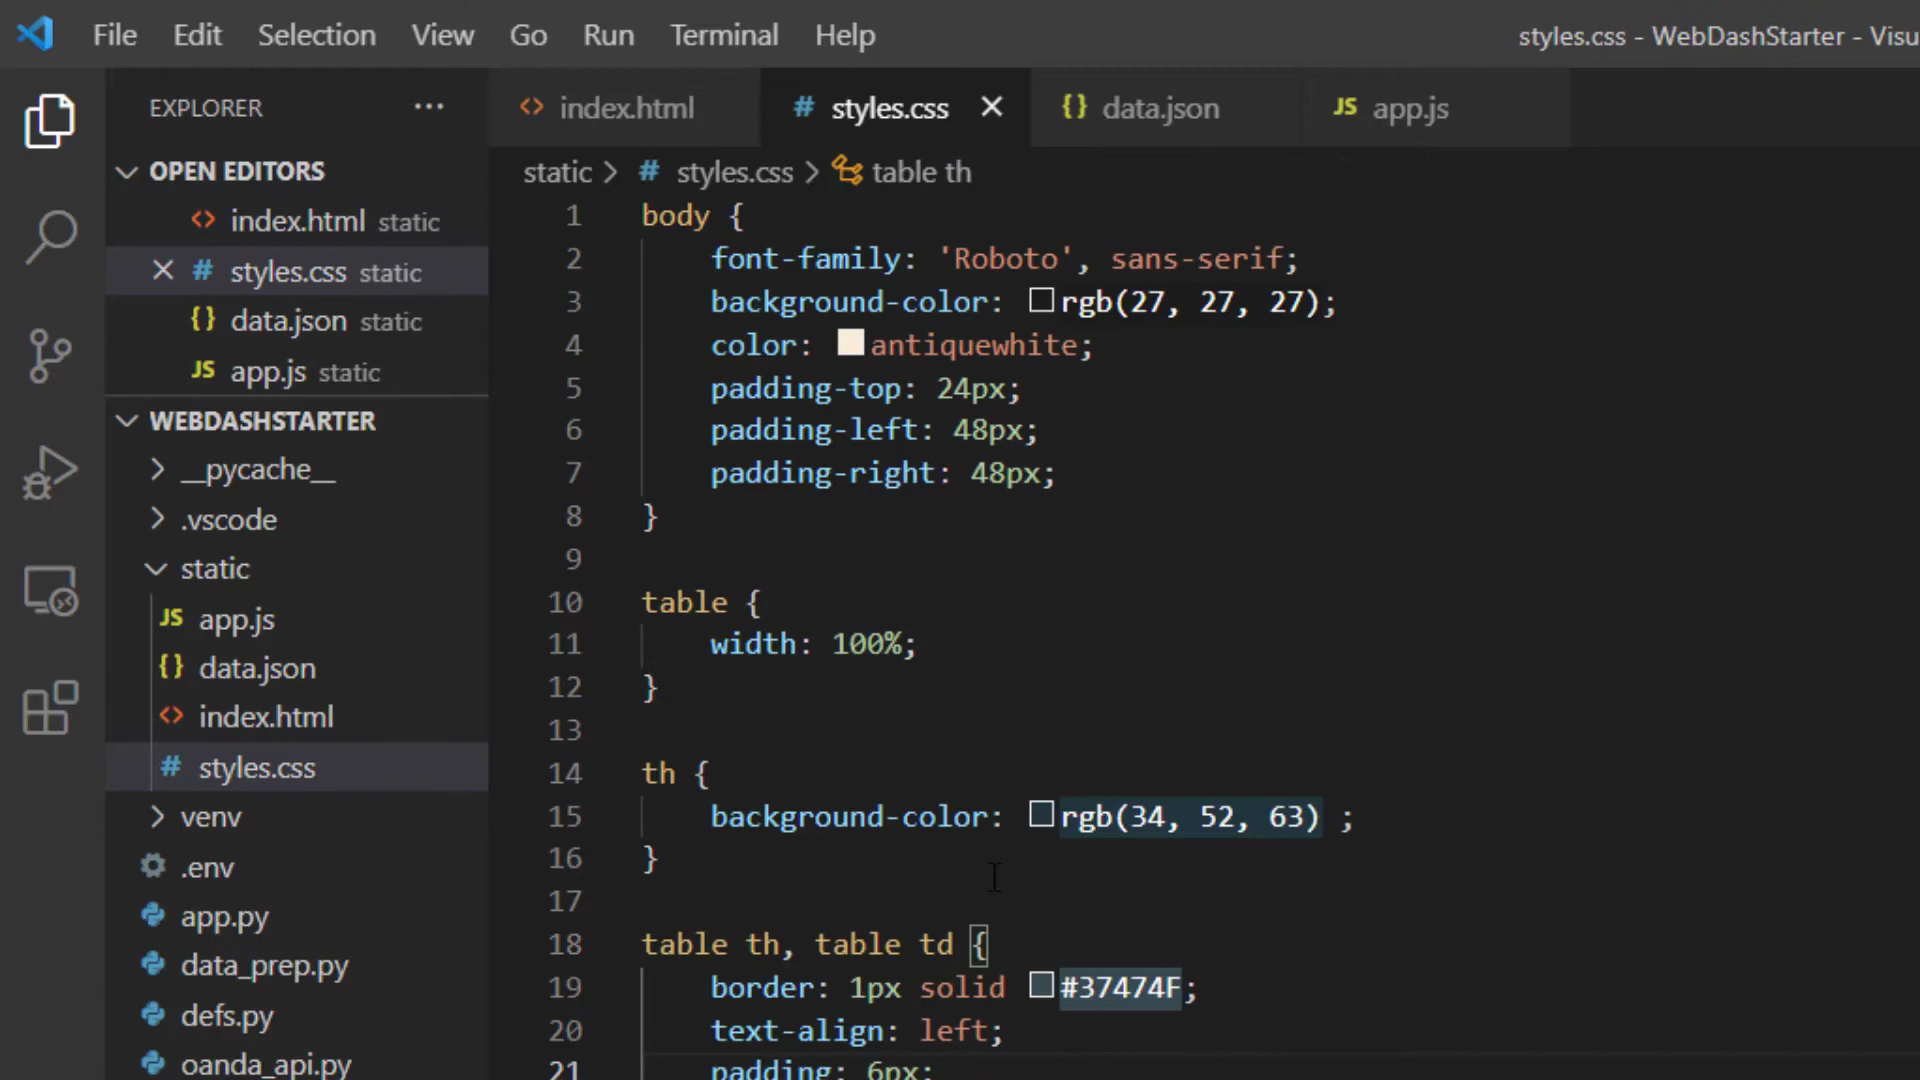 File Edit Selection View Go Run Terminal Help styles.css - WebDashStarter - Visu
EXPLORER ···
OPEN EDITORS
index.html static
styles.css static
data.json static
JS app.js static
WEBDASHSTARTER
__pycache__
.vscode
static
JS app.js
{} data.json
<> index.html
# styles.css
venv
.env
app.py
data_prep.py
defs.py
oanda_api.py
<> index.html # styles.css {} data.json JS app.js
static > # styles.css > table th
1 body {
2 font-family: 'Roboto', sans-serif;
3 background-color: rgb(27, 27, 27);
4 color: antiquewhite;
5 padding-top: 24px;
6 padding-left: 48px;
7 padding-right: 48px;
8 }
9
10 table {
11 width: 100%;
12 }
13
14 th {
15 background-color: rgb(34, 52, 63) ;
16 }
17
18 table th, table td {
19 border: 1px solid #37474F;
20 text-align: left;
21 padding: 6px;